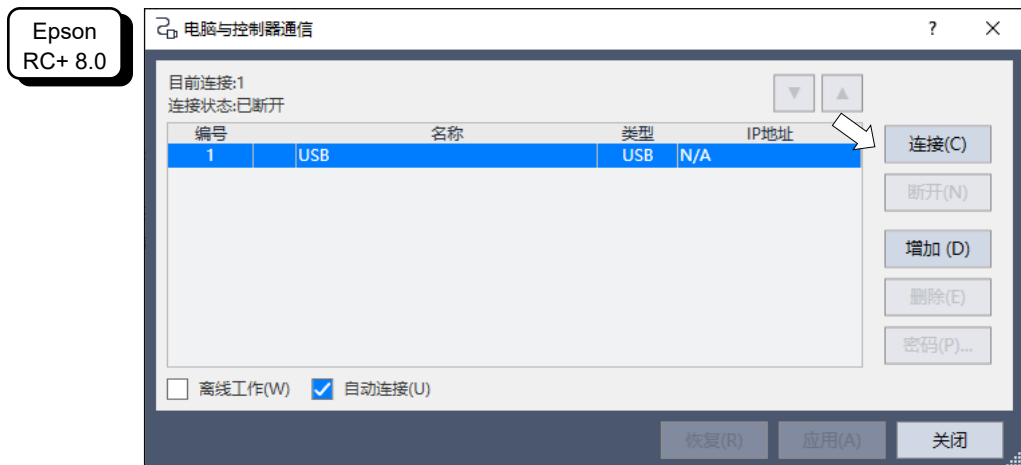 Epson
RC+ 8.0
电脑与控制器通信
?
目前连接:1
连接状态:已断开
编号 名称 类型 IP地址
1 USB USB N/A
连接(C)
断开(N)
增加 (D)
删除(E)
密码(P)...
离线工作(W) 自动连接(U)
恢复(R) 应用(A) 关闭